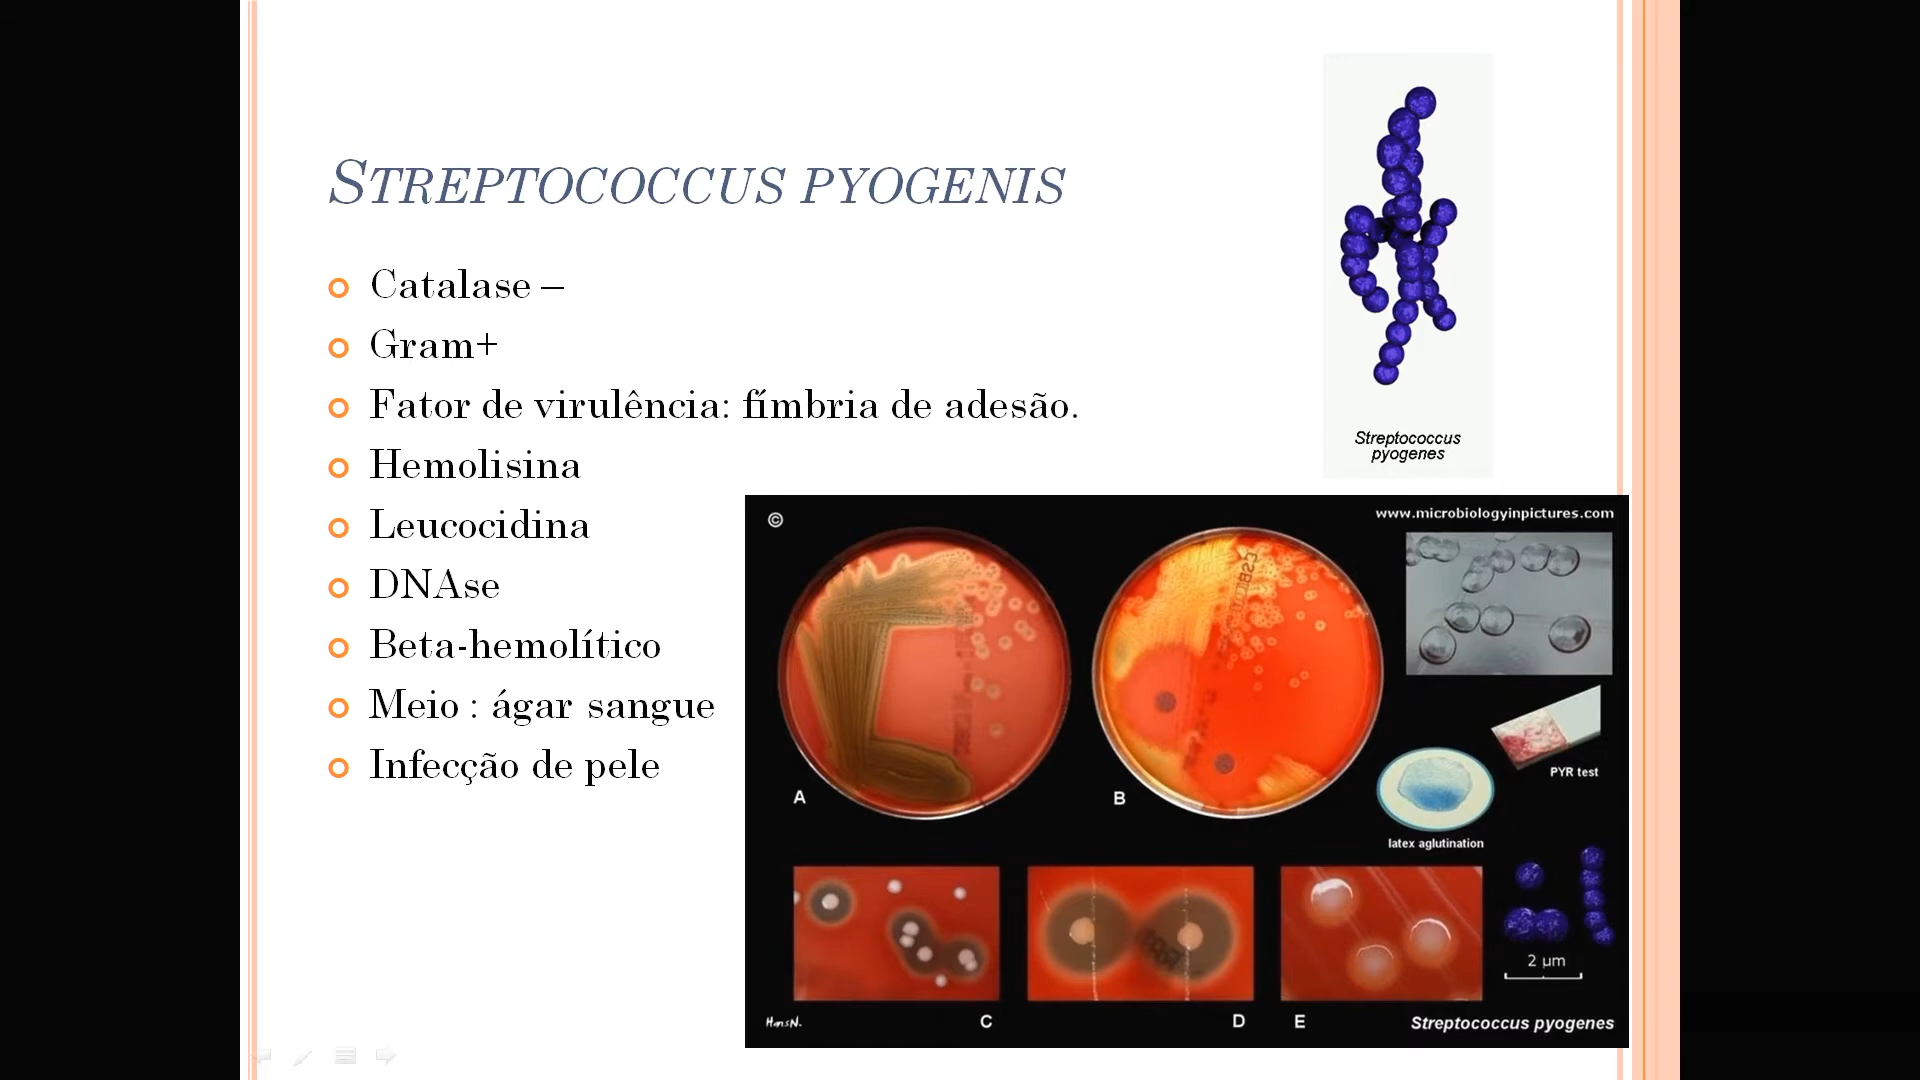 STREPTOCOCCUS PYOGENIS
Catalase –
Gram+
Fator de virulência: fímbria de adesão.
Hemolisina
Leucocidina
DNAse
Beta-hemolítico
Meio : ágar sangue
Infecção de pele
Streptococcus
pyogenes
©
www.microbiologyinpictures.com
A
B
PYR test
latex aglutination
2 µm
HansN.
C
D
E
Streptococcus pyogenes